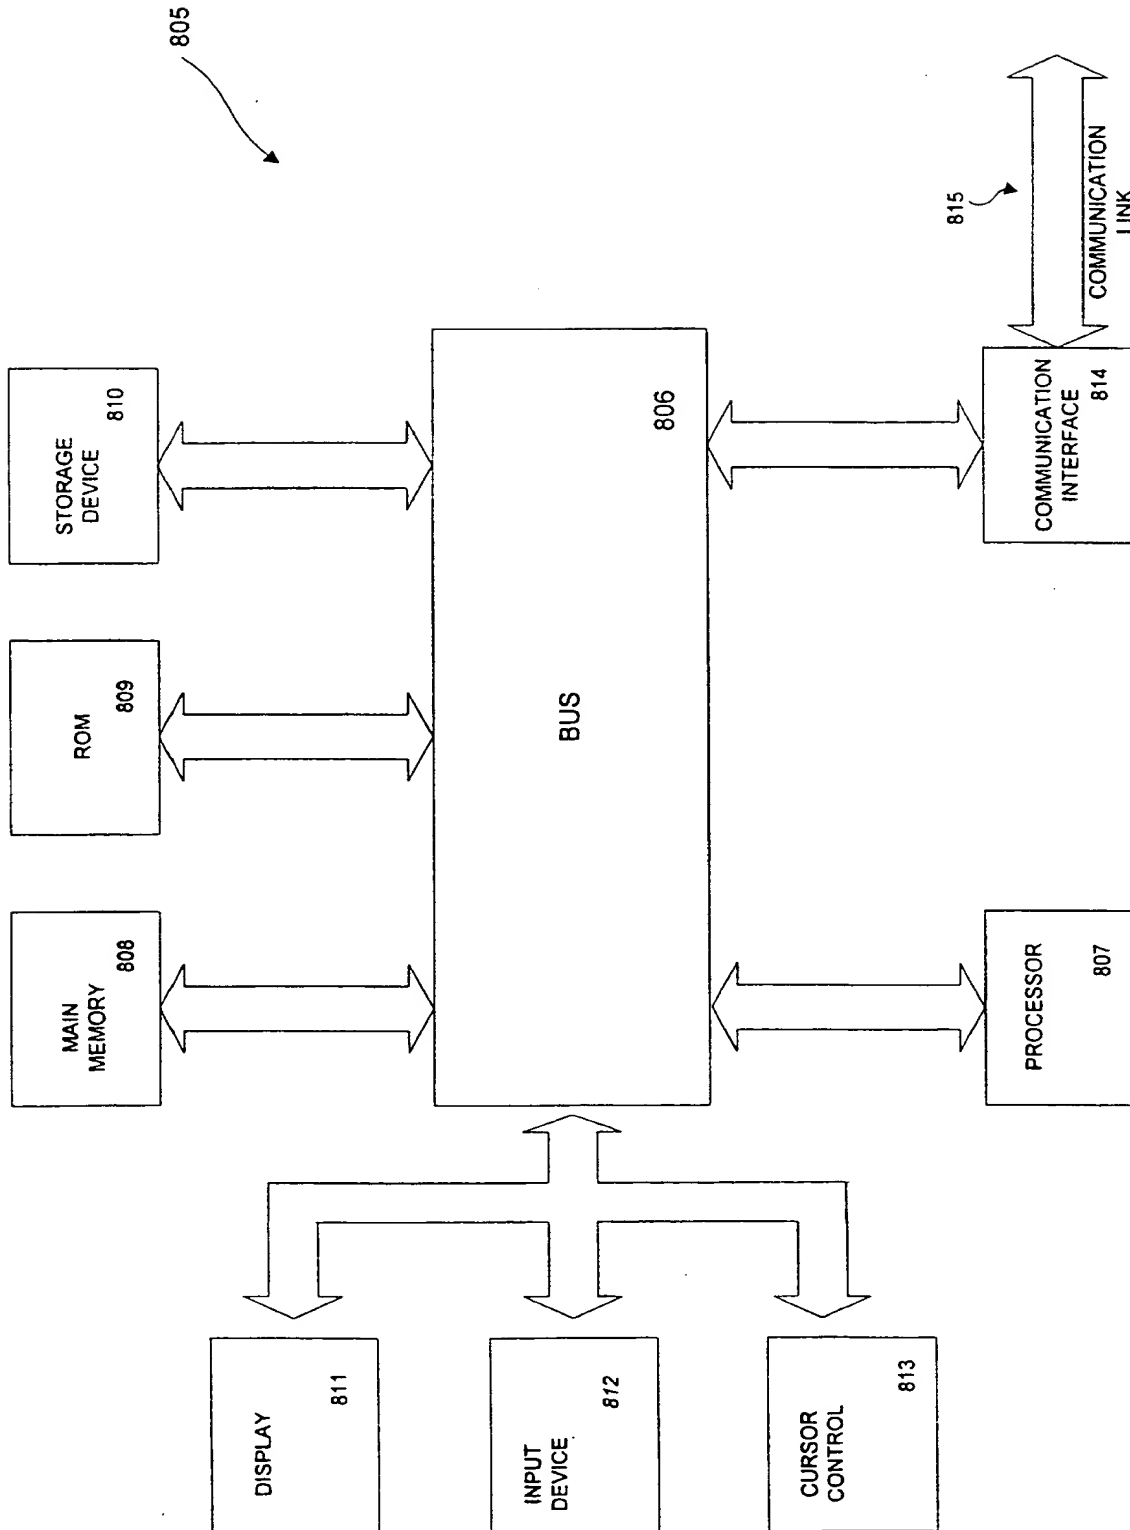 MAIN
MEMORY
808
ROM
809
STORAGE
DEVICE
810
805
DISPLAY
811
INPUT
DEVICE
812
BUS
806
CURSOR
CONTROL
813
PROCESSOR
807
COMMUNICATION
INTERFACE
814
815
COMMUNICATION
LINK